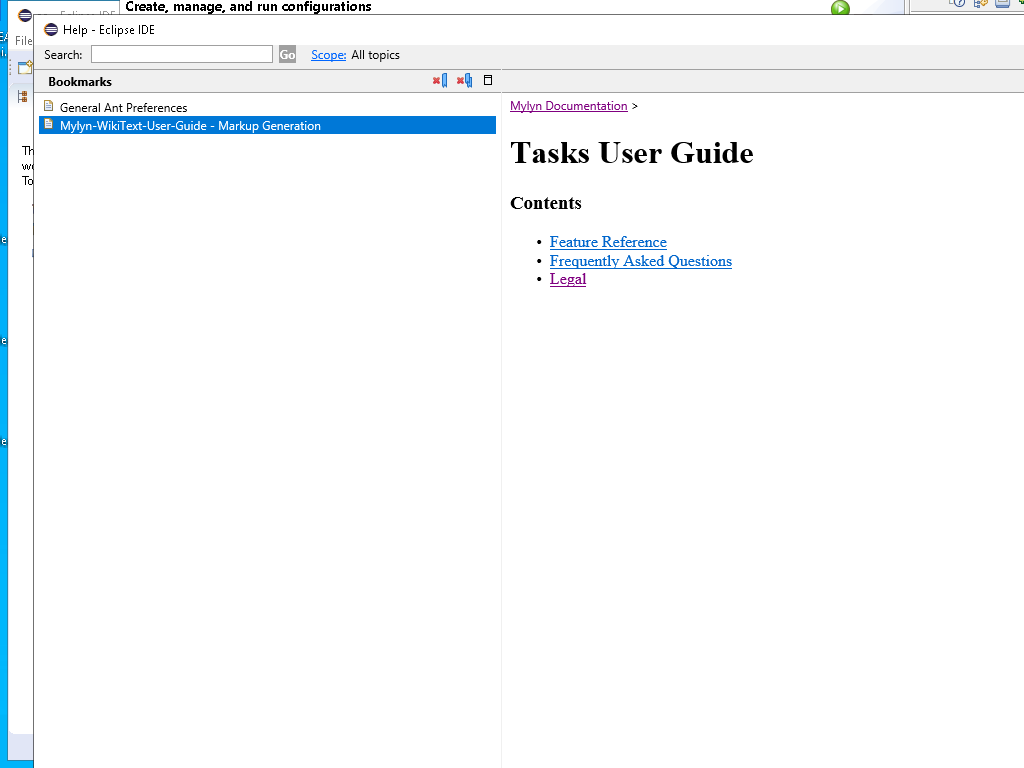 Create, manage, and run configurations
File
Help - Eclipse IDE
Search:
Go
Scope:
All topics
Bookmarks
General Ant Preferences
Mylyn-WikiText-User-Guide - Markup Generation
Mylyn Documentation >
Tasks User Guide
Contents
• Feature Reference
• Frequently Asked Questions
• Legal